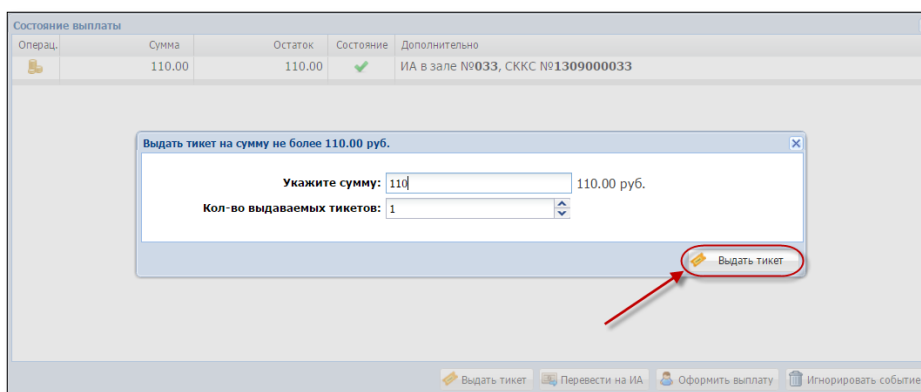 Состояние выплаты
Операц. Сумма Остаток Состояние Дополнительно
110.00 110.00 ИА в зале №033, СККС №1309000033
Выдать тикет на сумму не более 110.00 руб.
Укажите сумму: 110 110.00 руб.
Кол-во выдаваемых тикетов: 1
Выдать тикет
Выдать тикет Перевести на ИА Оформить выплату Игнорировать событие